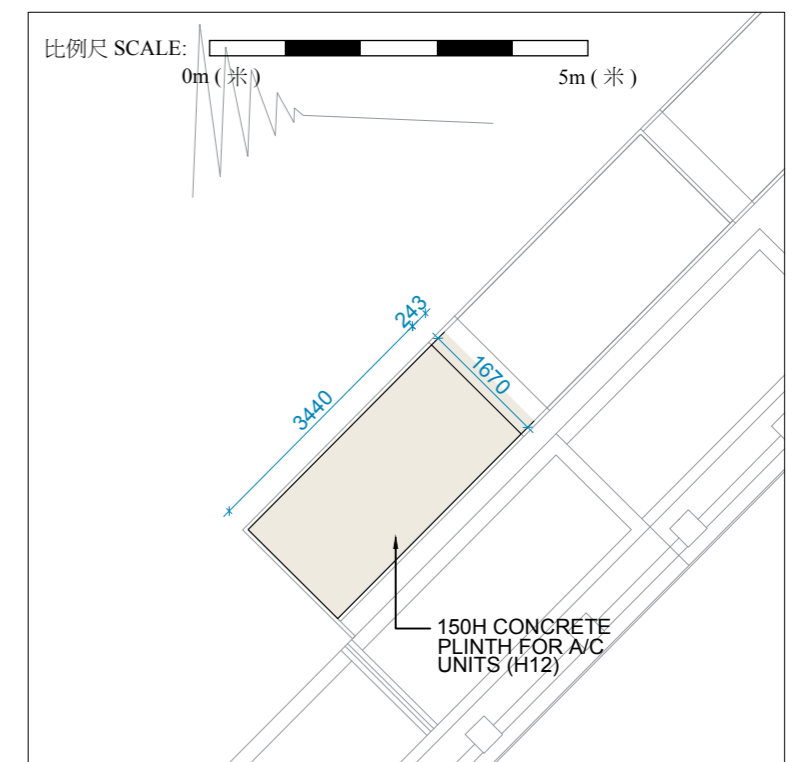 比例尺 SCALE:
0m ( 米 )
5m ( 米 )
243
1670
3440
150H CONCRETE
PLINTH FOR A/C
UNITS (H12)